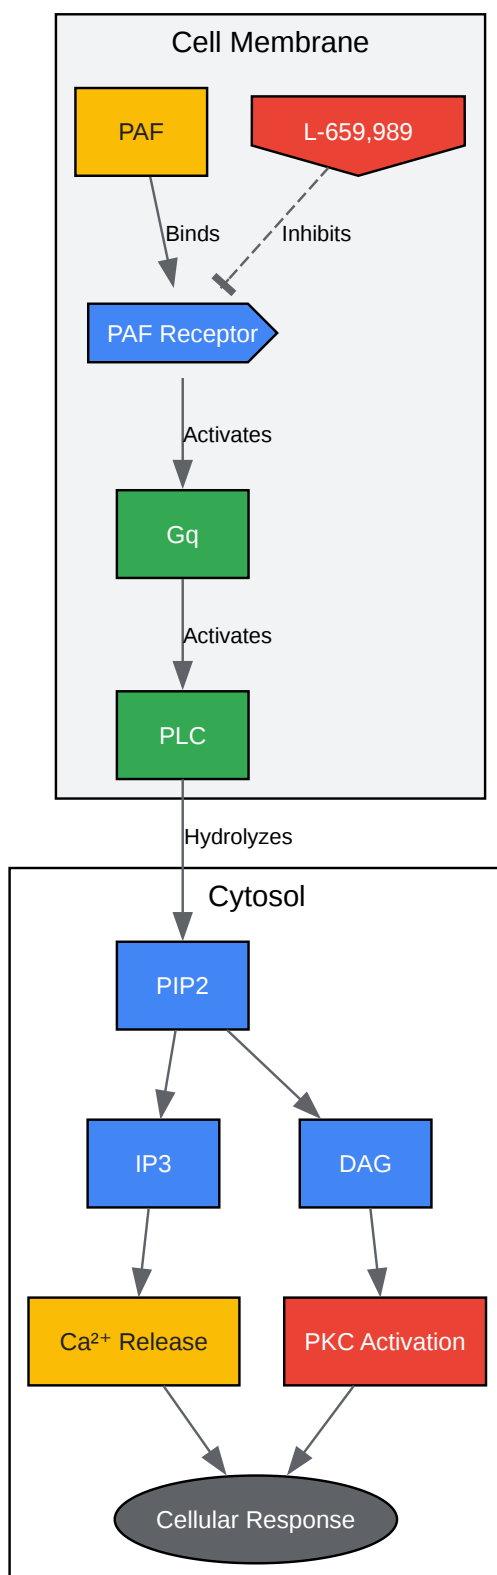 Cell Membrane
PAF
L-659,989
Binds
Inhibits
PAF Receptor
Activates
Gq
Activates
PLC
Hydrolyzes
Cytosol
PIP2
IP3
DAG
Ca²⁺ Release
PKC Activation
Cellular Response